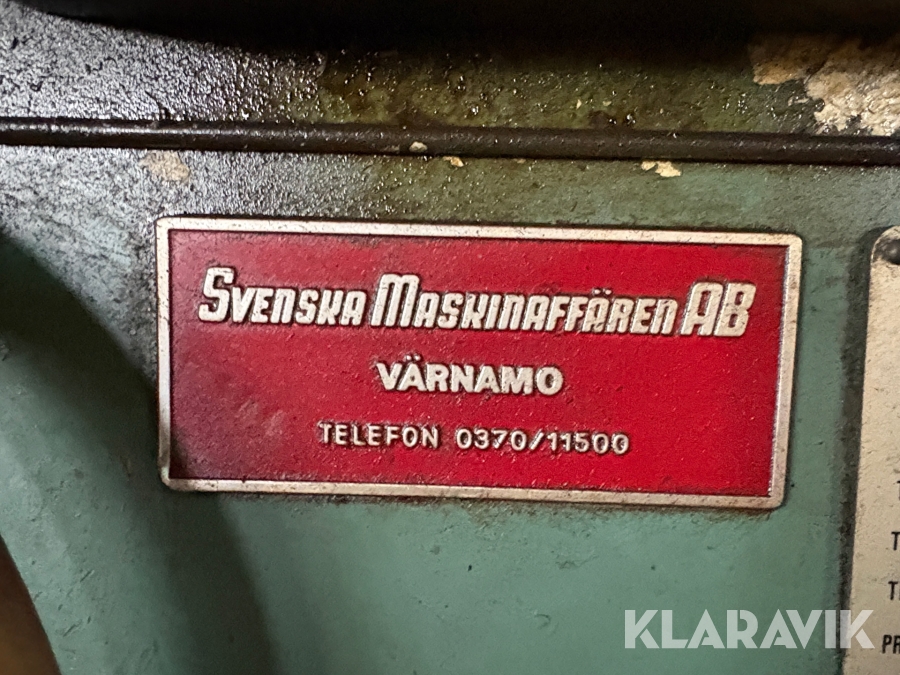 SVENSKA MASKINAFFÄREN AB
VÄRNAMO
TELEFON 0370/11500
KLARAVIK